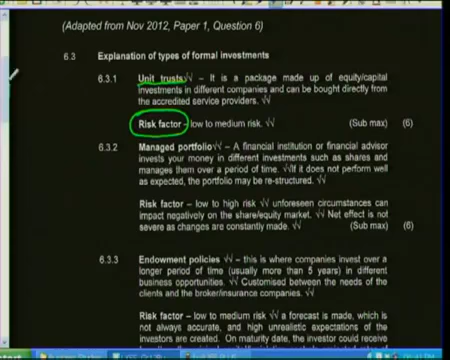 (Adapted from Nov 2012, Paper 1, Question 6)
6.3 Explanation of types of formal investments
6.3.1 Unit trusts√√ – It is a package made up of equity/capital
investments in different companies and can be bought directly from
the accredited service providers. √√
Risk factor – low to medium risk. √√ (Sub max) (6)
6.3.2 Managed portfolio√√ – A financial institution or financial advisor
invests your money in different investments such as shares and
manages them over a period of time. √√If it does not perform well
as expected, the portfolio may be re-structured. √√
Risk factor – low to high risk √√ unforeseen circumstances can
impact negatively on the share/equity market. √√ Net effect is not
severe as changes are constantly made. √√ (Sub max) (6)
6.3.3 Endowment policies √√ – this is where companies invest over a
longer period of time (usually more than 5 years) in different
business opportunities. √√ Customised between the needs of the
clients and the broker/insurance companies. √√
Risk factor – low to medium risk √√ a forecast is made, which is
not always accurate, and high unrealistic expectations of the
investors are created. On maturity date, the investor could receive